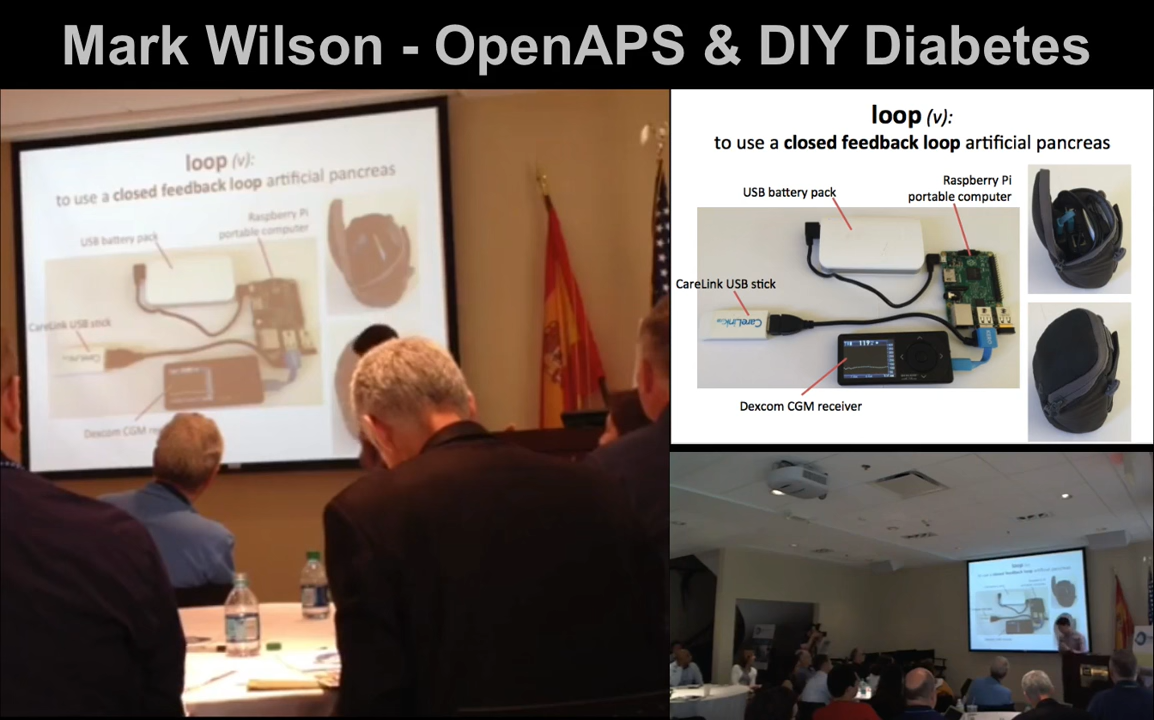 Mark Wilson - OpenAPS & DIY Diabetes
loop (v):
to use a closed feedback loop artificial pancreas
Raspberry Pi
portable computer
USB battery pack
CareLink USB stick
Dexcom CGM
loop (v):
to use a closed feedback loop artificial pancreas
Raspberry Pi
portable computer
USB battery pack
CareLink USB stick
CareLink
Dexcom CGM receiver
loop